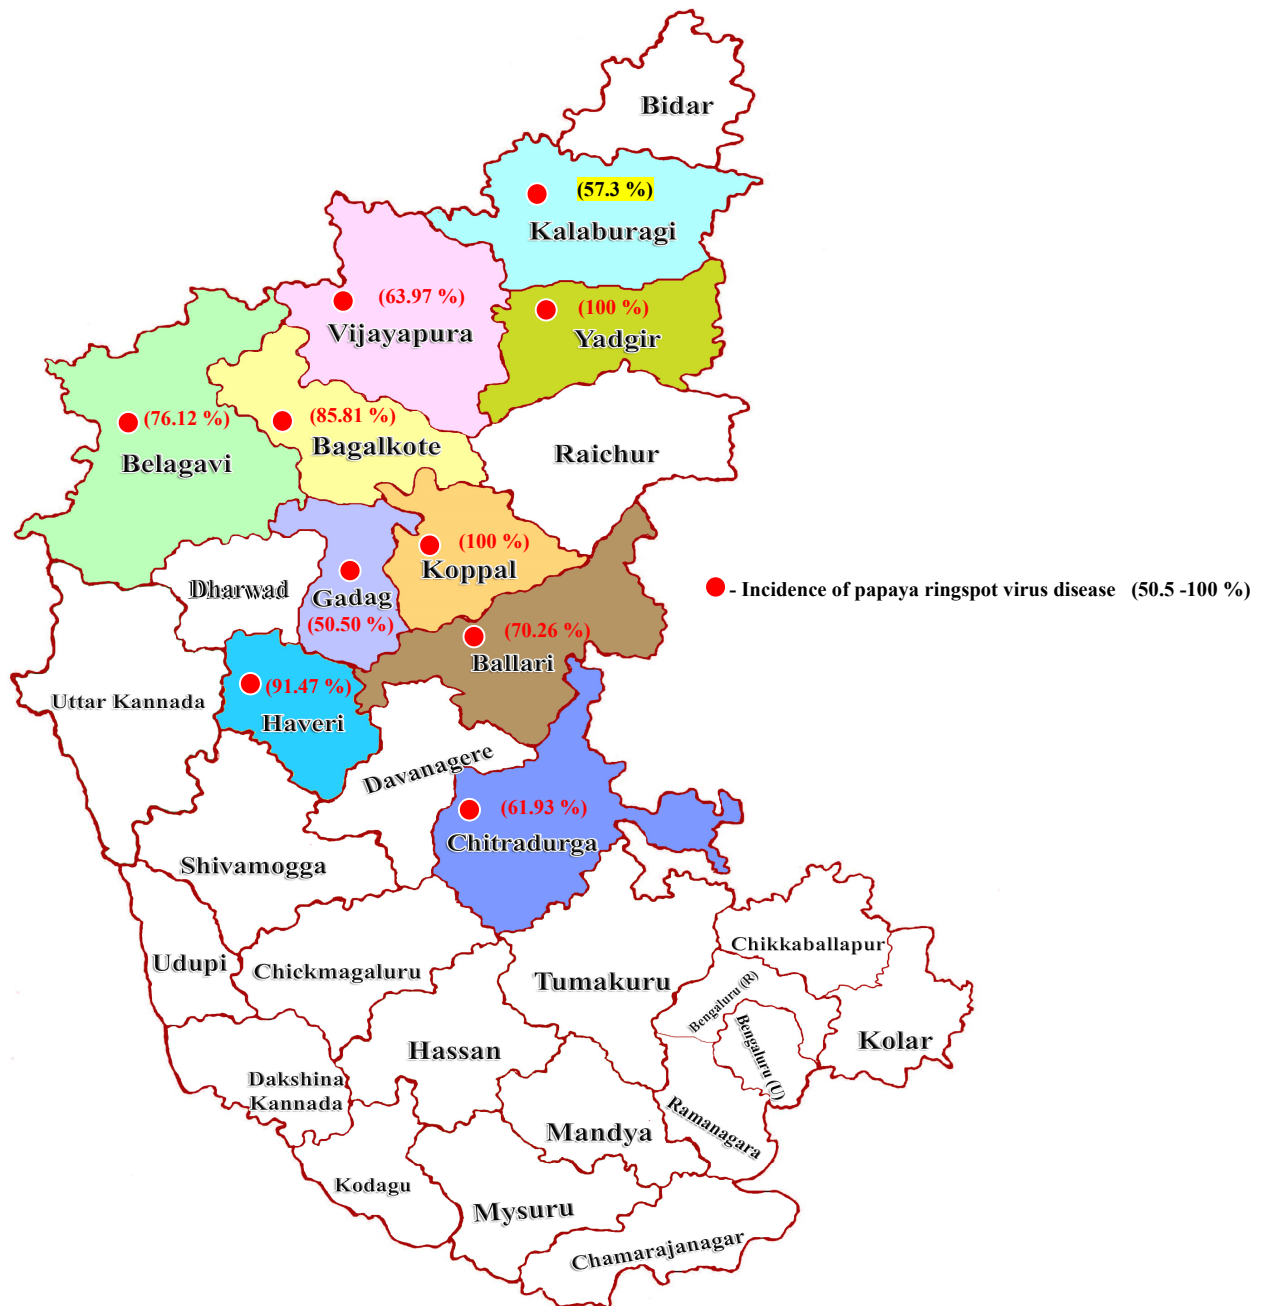 Bidar
(57.3 %)
Kalaburagi
(63.97 %)
Vijayapura
(100 %)
Yadgir
(76.12 %)
Belagavi
(85.81 %)
Bagalkote
Raichur
(100 %)
Koppal
Dharwad
Gadag
(50.50 %)
- Incidence of papaya ringspot virus disease (50.5 -100 %)
(70.26 %)
Ballari
(91.47 %)
Haveri
Uttar Kannada
Davanagere
(61.93 %)
Chitradurga
Shivamogga
Udupi
Chickmagaluru
Tumakuru
Chikkaballapur
Bengaluru (R)
Bengaluru (U)
Kolar
Hassan
Dakshina
Kannada
Mandya
Ramanagara
Kodagu
Mysuru
Chamarajanagar